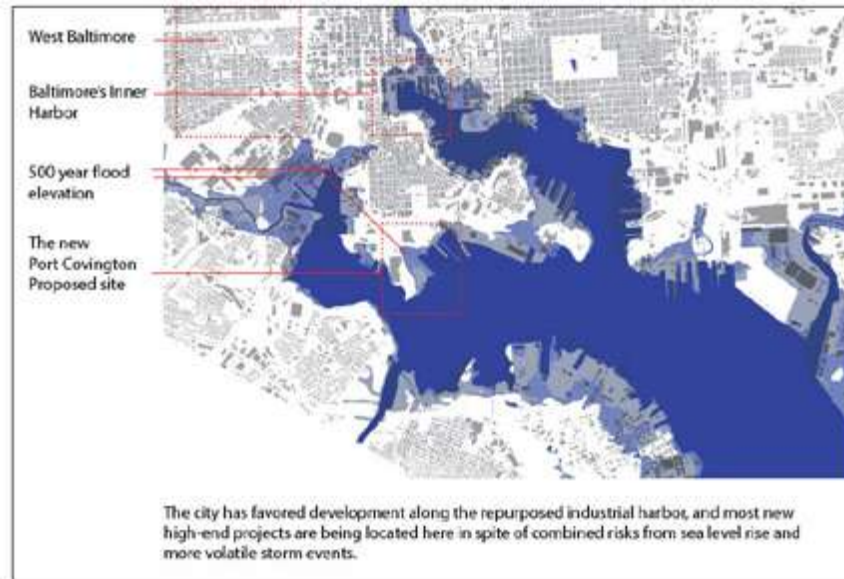 West Baltimore
Baltimore's Inner
Harbor
500 year flood
elevation
The new
Port Covington
Proposed site
The city has favored development along the repurposed industrial harbor, and most new
high-end projects are being located here in spite of combined risks from sea level rise and
more volatile storm events.